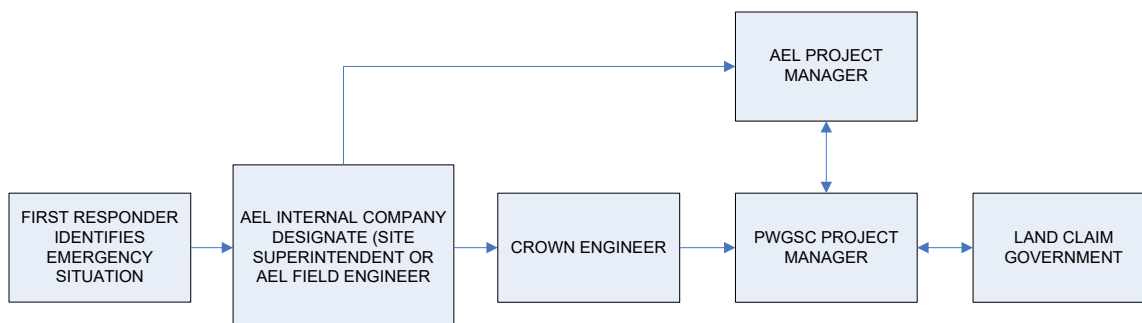 AEL PROJECT
MANAGER
FIRST RESPONDER
IDENTIFIES
EMERGENCY
SITUATION
AEL INTERNAL COMPANY
DESIGNATE (SITE
SUPERINTENDENT OR
AEL FIELD ENGINEER
CROWN ENGINEER
PWGSC PROJECT
MANAGER
LAND CLAIM
GOVERNMENT